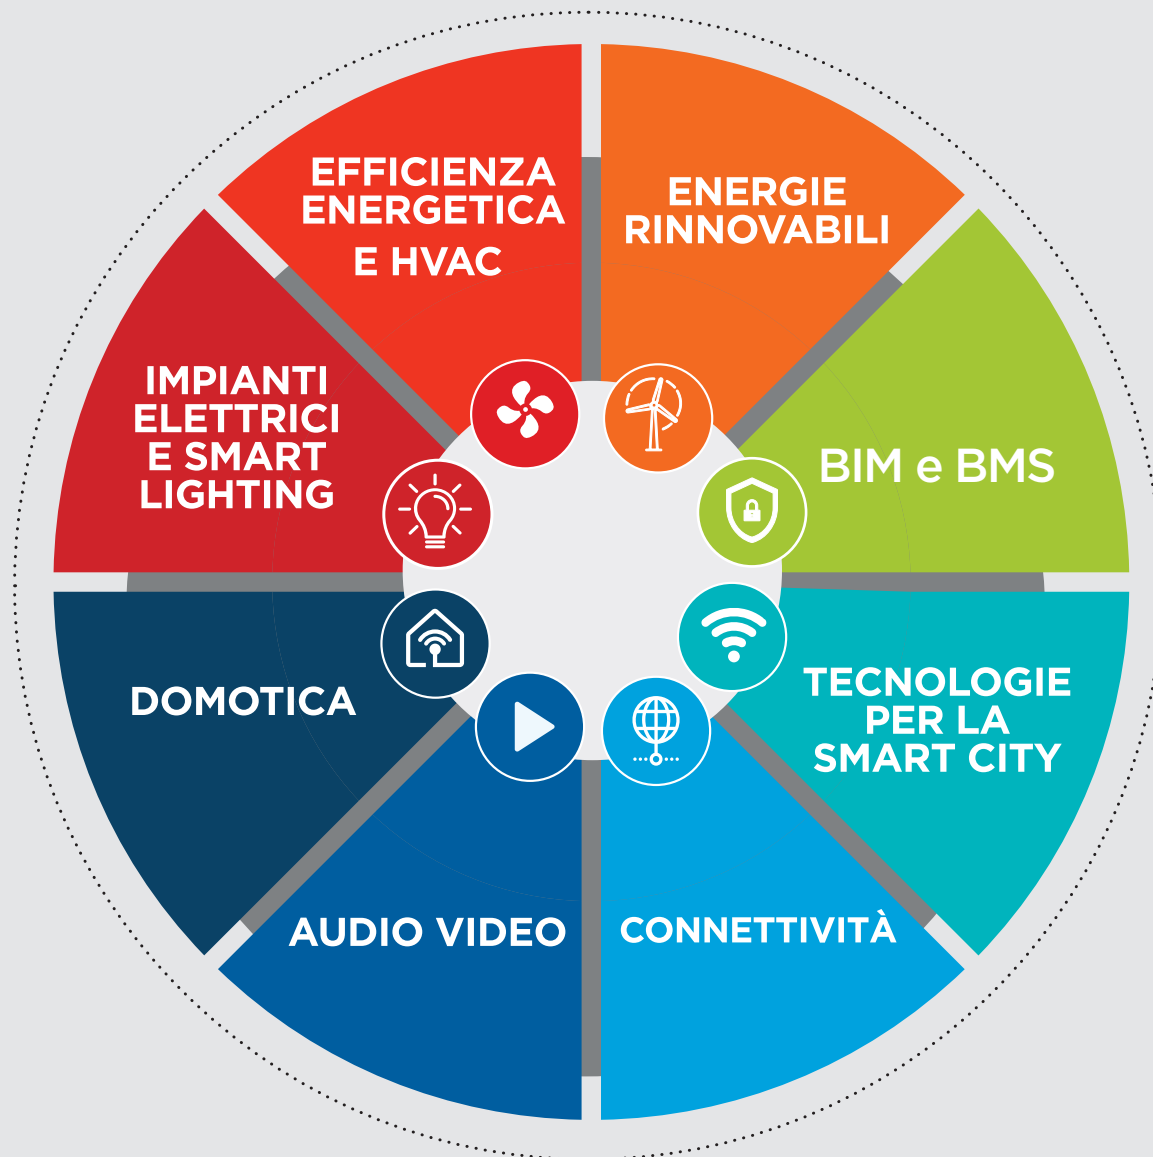 EFFICIENZA
ENERGETICA
E HVAC
ENERGIE
RINNOVABILI
BIM e BMS
TECNOLOGIE
PER LA
SMART CITY
CONNETTIVITÀ
AUDIO VIDEO
DOMOTICA
IMPIANTI
ELETTRICI
E SMART
LIGHTING